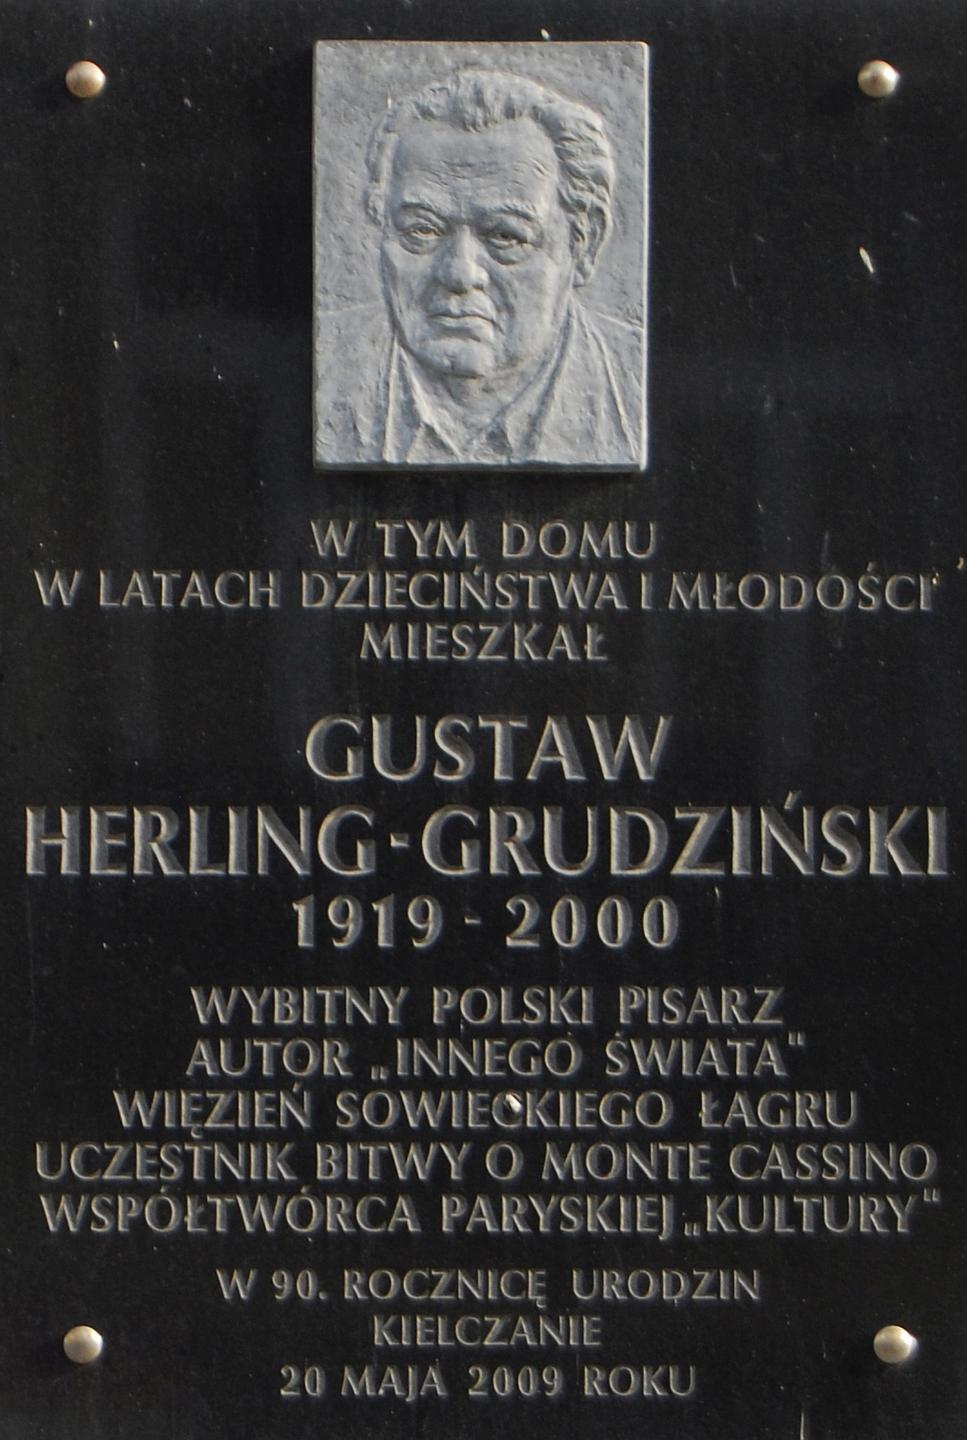 W TYM DOMU
W LATACH DZIECIŃSTWA I MŁODOŚCI
MIESZKAŁ
GUSTAW
HERLING-GRUDZIŃSKI
1919 - 2000
WYBITNY POLSKI PISARZ
AUTOR „INNEGO ŚWIATA"
WIĘZIEŃ SOWIECKIEGO ŁAGRU
UCZESTNIK BITWY O MONTE CASSINO
WSPÓŁTWÓRCA PARYSKIEJ „KULTURY"
W 90. ROCZNICĘ URODZIN
KIELCZANIE
20 MAJA 2009 ROKU